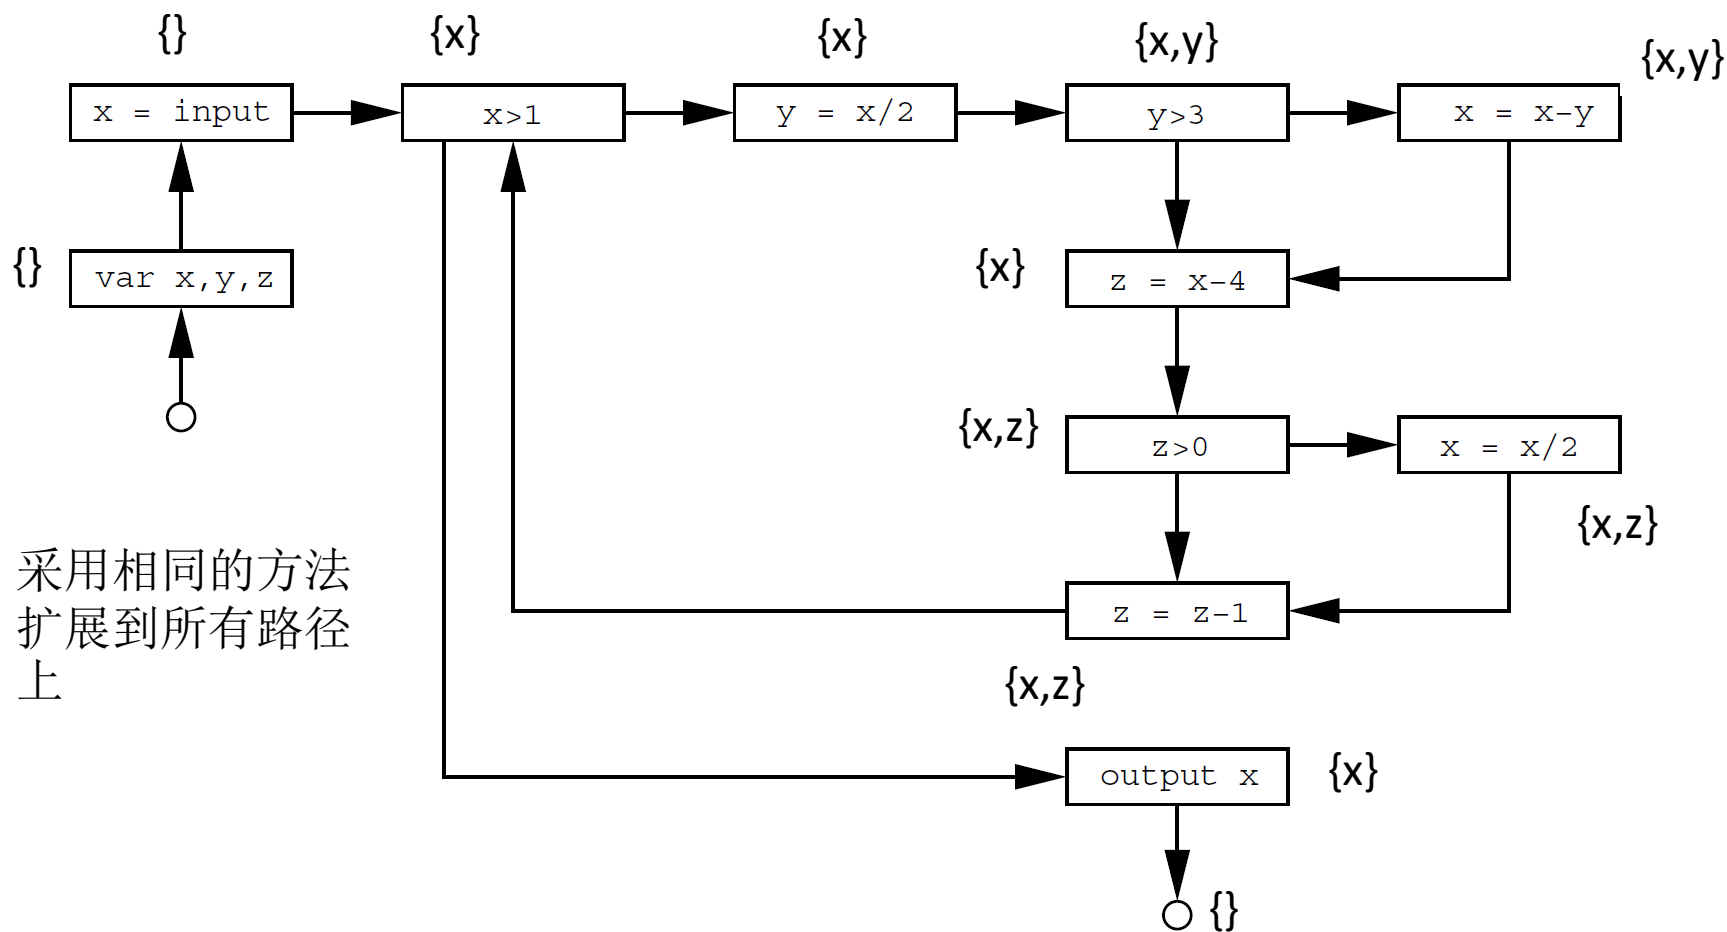 {}
{x}
{x}
{x,y}
{x,y}
x = input
x>1
y = x/2
y>3
x = x-y
{}
var x,y,z
{x}
z = x-4
{x,z}
z>0
x = x/2
{x,z}
采用相同的方法
扩展到所有路径
上
z = z-1
{x,z}
output x
{x}
{}